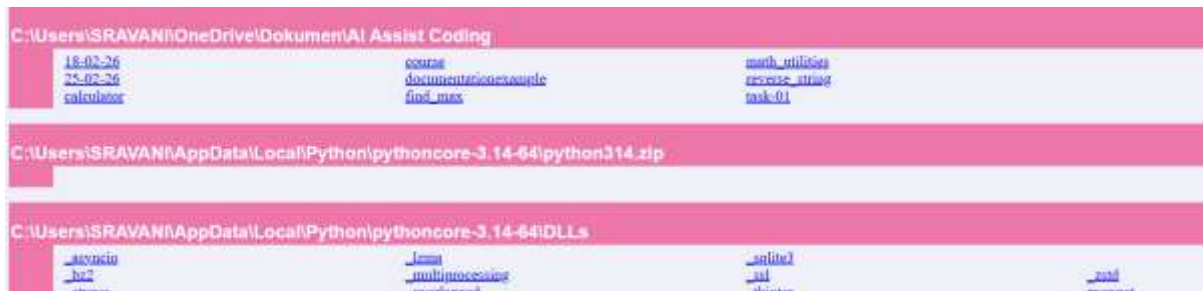 C:\Users\SRAVANI\OneDrive\Dokumen\AI Assist Coding
18-02-26 course math_utilities
25-02-26 documentationexample reverse_string
calculator find_max task-01
C:\Users\SRAVANI\AppData\Local\Python\pythoncore-3.14-64\python314.zip
C:\Users\SRAVANI\AppData\Local\Python\pythoncore-3.14-64\DLLs
_asyncio _lzma _sqlite3
_bz2 _multiprocessing _ssl _zstd